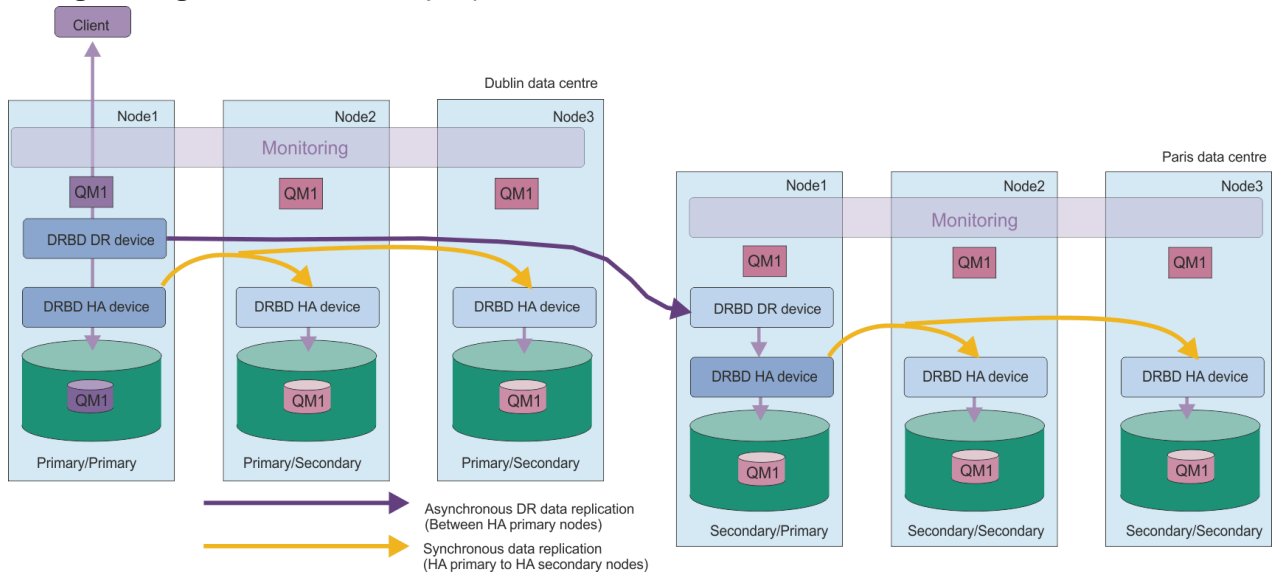 Client
Dublin data centre
Node1
Node2
Node3
Monitoring
QM1
QM1
QM1
DRBD DR device
DRBD HA device
DRBD HA device
DRBD HA device
QM1
QM1
QM1
Primary/Primary
Primary/Secondary
Primary/Secondary
Paris data centre
Node1
Node2
Node3
Monitoring
QM1
QM1
QM1
DRBD DR device
DRBD HA device
DRBD HA device
DRBD HA device
QM1
QM1
QM1
Secondary/Primary
Secondary/Secondary
Secondary/Secondary
Asynchronous DR data replication
(Between HA primary nodes)
Synchronous data replication
(HA primary to HA secondary nodes)